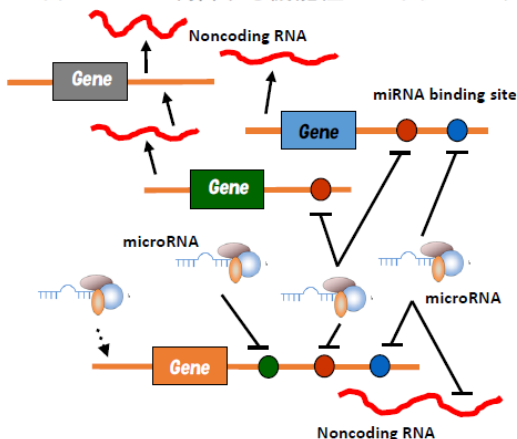 Noncoding RNA
Gene
miRNA binding site
Gene
Gene
microRNA
microRNA
Gene
Noncoding RNA